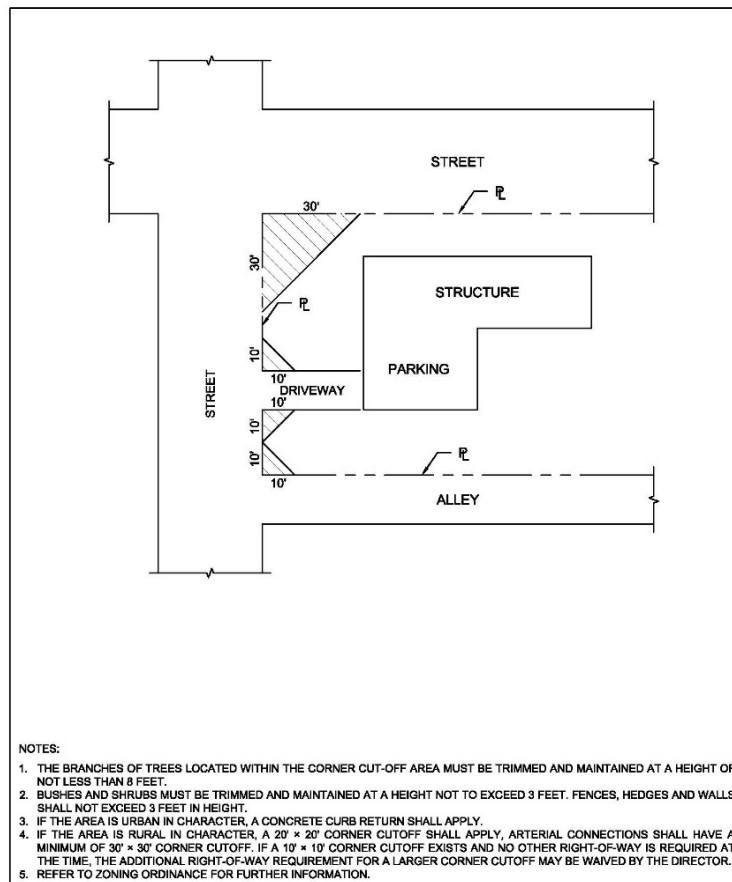 STREET
30'
℄
30'
℄
STRUCTURE
10'
PARKING
10'
DRIVEWAY
10'
10'
STREET
10'
℄
10'
ALLEY
NOTES:
1. THE BRANCHES OF TREES LOCATED WITHIN THE CORNER CUT-OFF AREA MUST BE TRIMMED AND MAINTAINED AT A HEIGHT OF
NOT LESS THAN 8 FEET.
2. BUSHES AND SHRUBS MUST BE TRIMMED AND MAINTAINED AT A HEIGHT NOT TO EXCEED 3 FEET. FENCES, HEDGES AND WALLS
SHALL NOT EXCEED 3 FEET IN HEIGHT.
3. IF THE AREA IS URBAN IN CHARACTER, A CONCRETE CURB RETURN SHALL APPLY.
4. IF THE AREA IS RURAL IN CHARACTER, A 20' × 20' CORNER CUTOFF SHALL APPLY, ARTERIAL CONNECTIONS SHALL HAVE A
MINIMUM OF 30' × 30' CORNER CUTOFF. IF A 10' × 10' CORNER CUTOFF EXISTS AND NO OTHER RIGHT-OF-WAY IS REQUIRED AT
THE TIME, THE ADDITIONAL RIGHT-OF-WAY REQUIREMENT FOR A LARGER CORNER CUTOFF MAY BE WAIVED BY THE DIRECTOR.
5. REFER TO ZONING ORDINANCE FOR FURTHER INFORMATION.